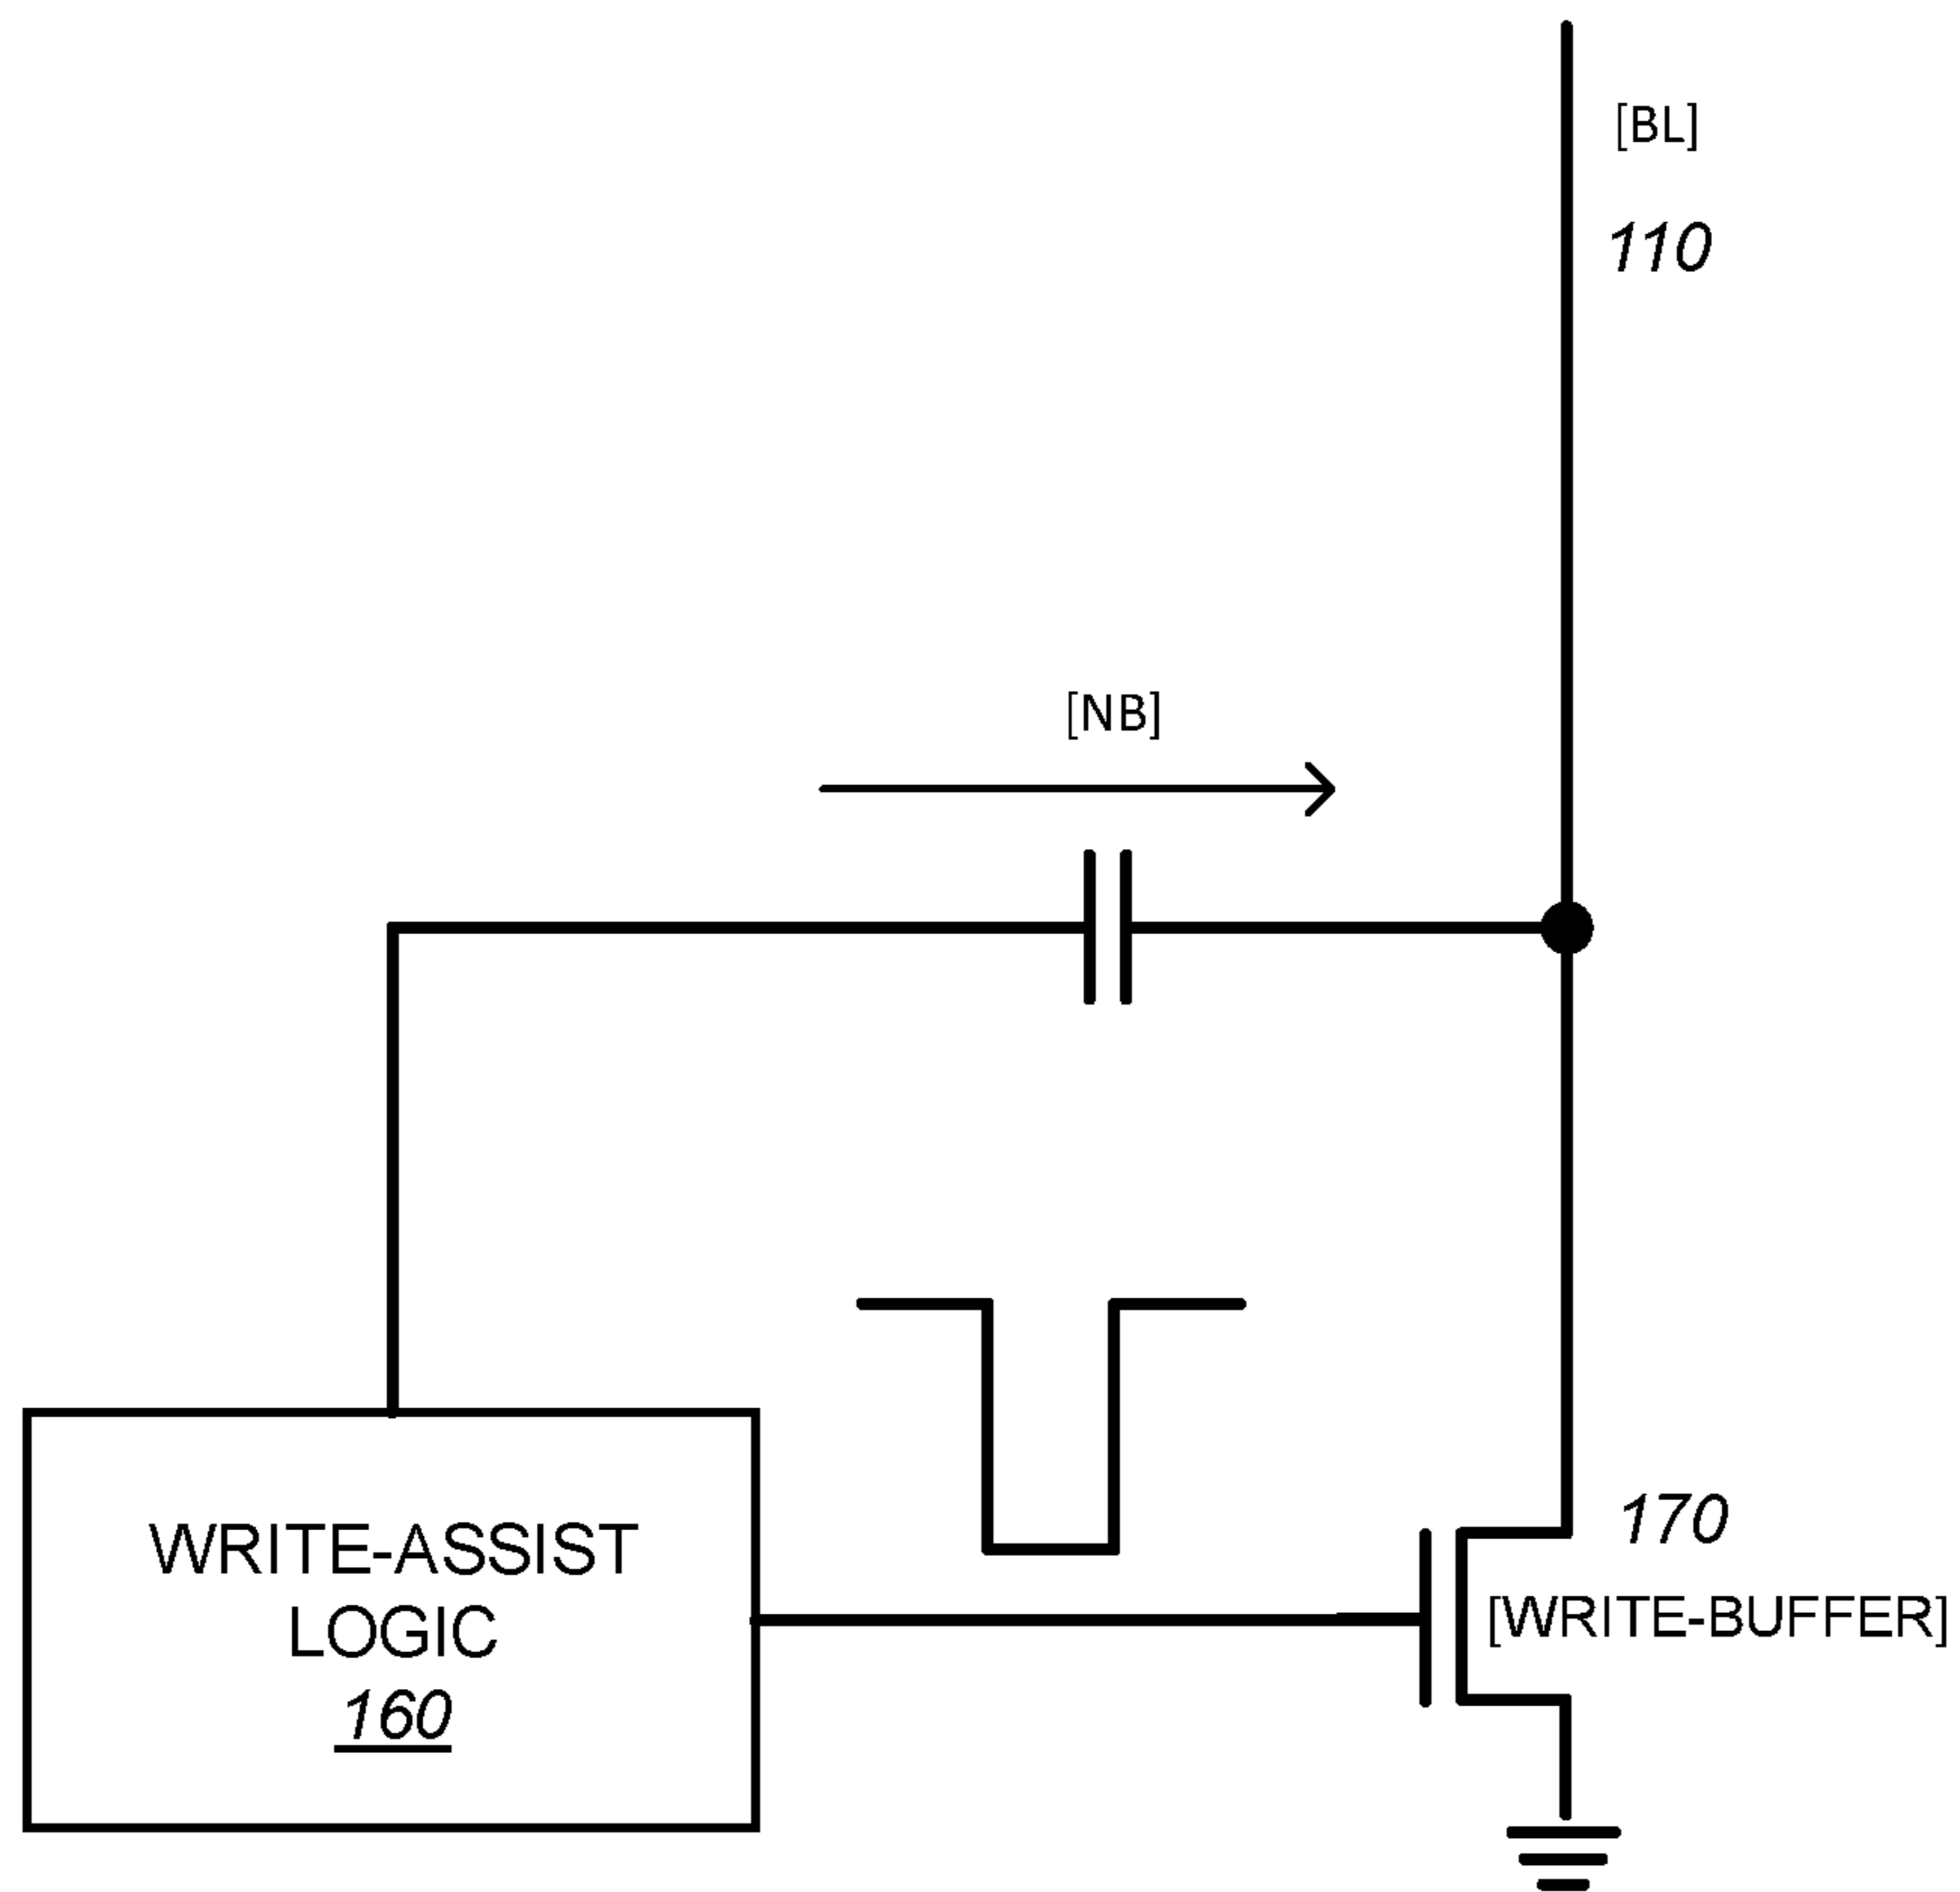 [BL]
110
[NB]
170
[WRITE-BUFFER]
WRITE-ASSIST
LOGIC
160